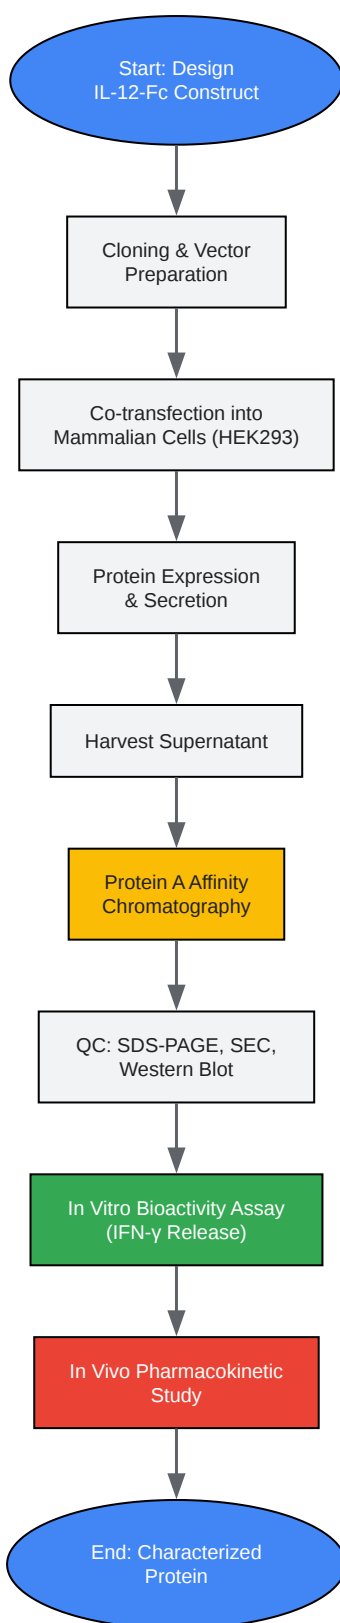 Start: Design
IL-12-Fc Construct
Cloning & Vector
Preparation
Co-transfection into
Mammalian Cells (HEK293)
Protein Expression
& Secretion
Harvest Supernatant
Protein A Affinity
Chromatography
QC: SDS-PAGE, SEC,
Western Blot
In Vitro Bioactivity Assay
(IFN-γ Release)
In Vivo Pharmacokinetic
Study
End: Characterized
Protein